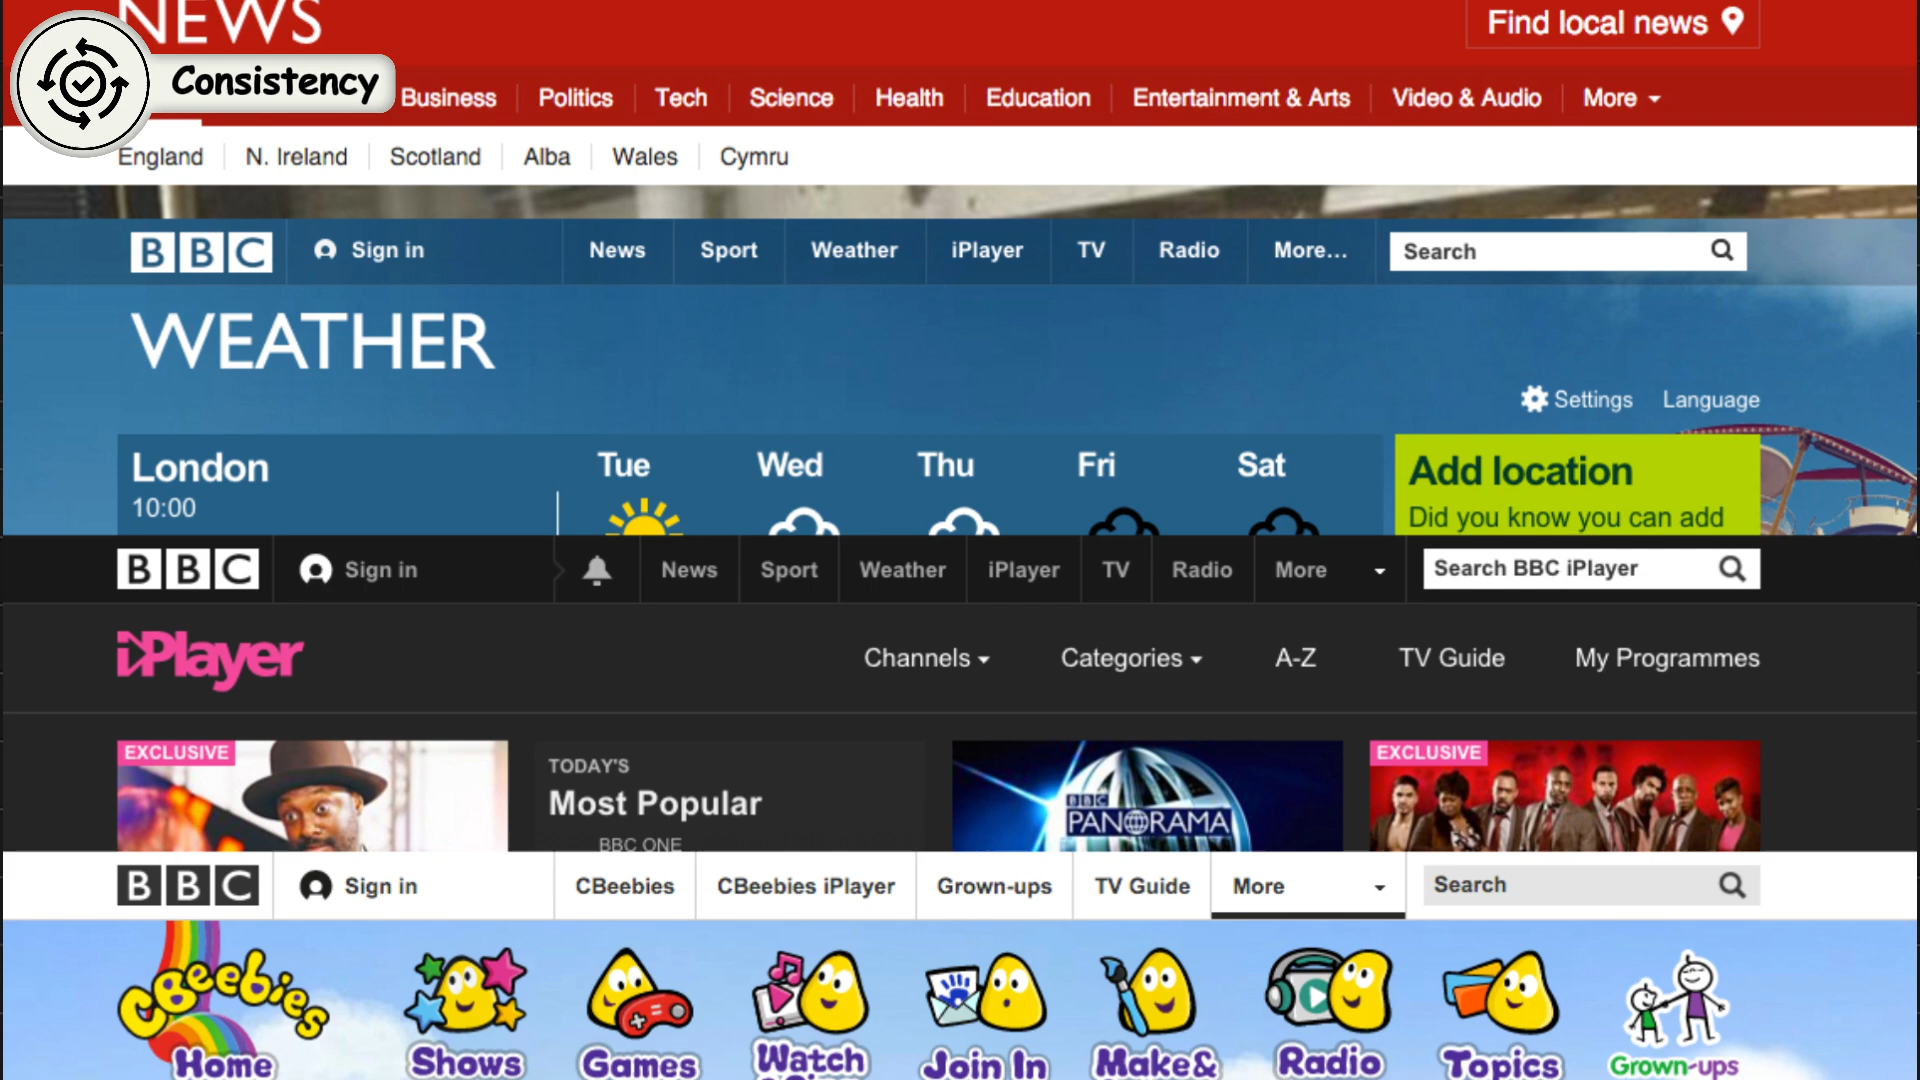 NEWS
Find local news
Consistency
Business Politics Tech Science Health Education Entertainment & Arts Video & Audio More
England N. Ireland Scotland Alba Wales Cymru
BBC Sign in News Sport Weather iPlayer TV Radio More... Search
WEATHER
Settings Language
London Tue Wed Thu Fri Sat Add location
10:00 Did you know you can add
BBC Sign in News Sport Weather iPlayer TV Radio More Search BBC iPlayer
iPlayer Channels Categories A-Z TV Guide My Programmes
EXCLUSIVE
TODAY'S
Most Popular
BBC ONE
BBC
PANORAMA
EXCLUSIVE
BBC Sign in CBeebies CBeebies iPlayer Grown-ups TV Guide More Search
CBeebies
Home Shows Games Watch Join In Make& Radio Topics Grown-ups